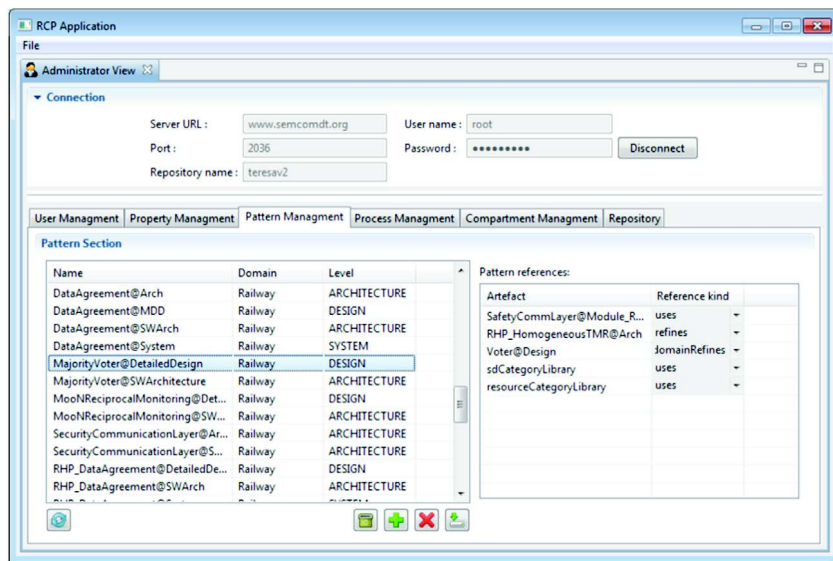 RCP Application
File
Administrator View
Connection
Server URL : www.semcomdt.org User name : root
Port : 2036 Password : ••••••••• Disconnect
Repository name : teresav2
User Managment Property Managment Pattern Managment Process Managment Compartment Managment Repository
Pattern Section
Name Domain Level
DataAgreement@Arch Railway ARCHITECTURE
DataAgreement@MDD Railway DESIGN
DataAgreement@SWArch Railway ARCHITECTURE
DataAgreement@System Railway SYSTEM
MajorityVoter@DetailedDesign Railway DESIGN
MajorityVoter@SWArchitecture Railway ARCHITECTURE
MooNReciprocalMonitoring@Det... Railway DESIGN
MooNReciprocalMonitoring@SW... Railway ARCHITECTURE
SecurityCommunicationLayer@Ar... Railway ARCHITECTURE
SecurityCommunicationLayer@S... Railway ARCHITECTURE
RHP_DataAgreement@DetailedDe... Railway DESIGN
RHP_DataAgreement@SWArch Railway ARCHITECTURE
Pattern references:
Artefact Reference kind
SafetyCommLayer@Module_R... uses
RHP_HomogeneousTMR@Arch refines
Voter@Design domainRefines
sdCategoryLibrary uses
resourceCategoryLibrary uses